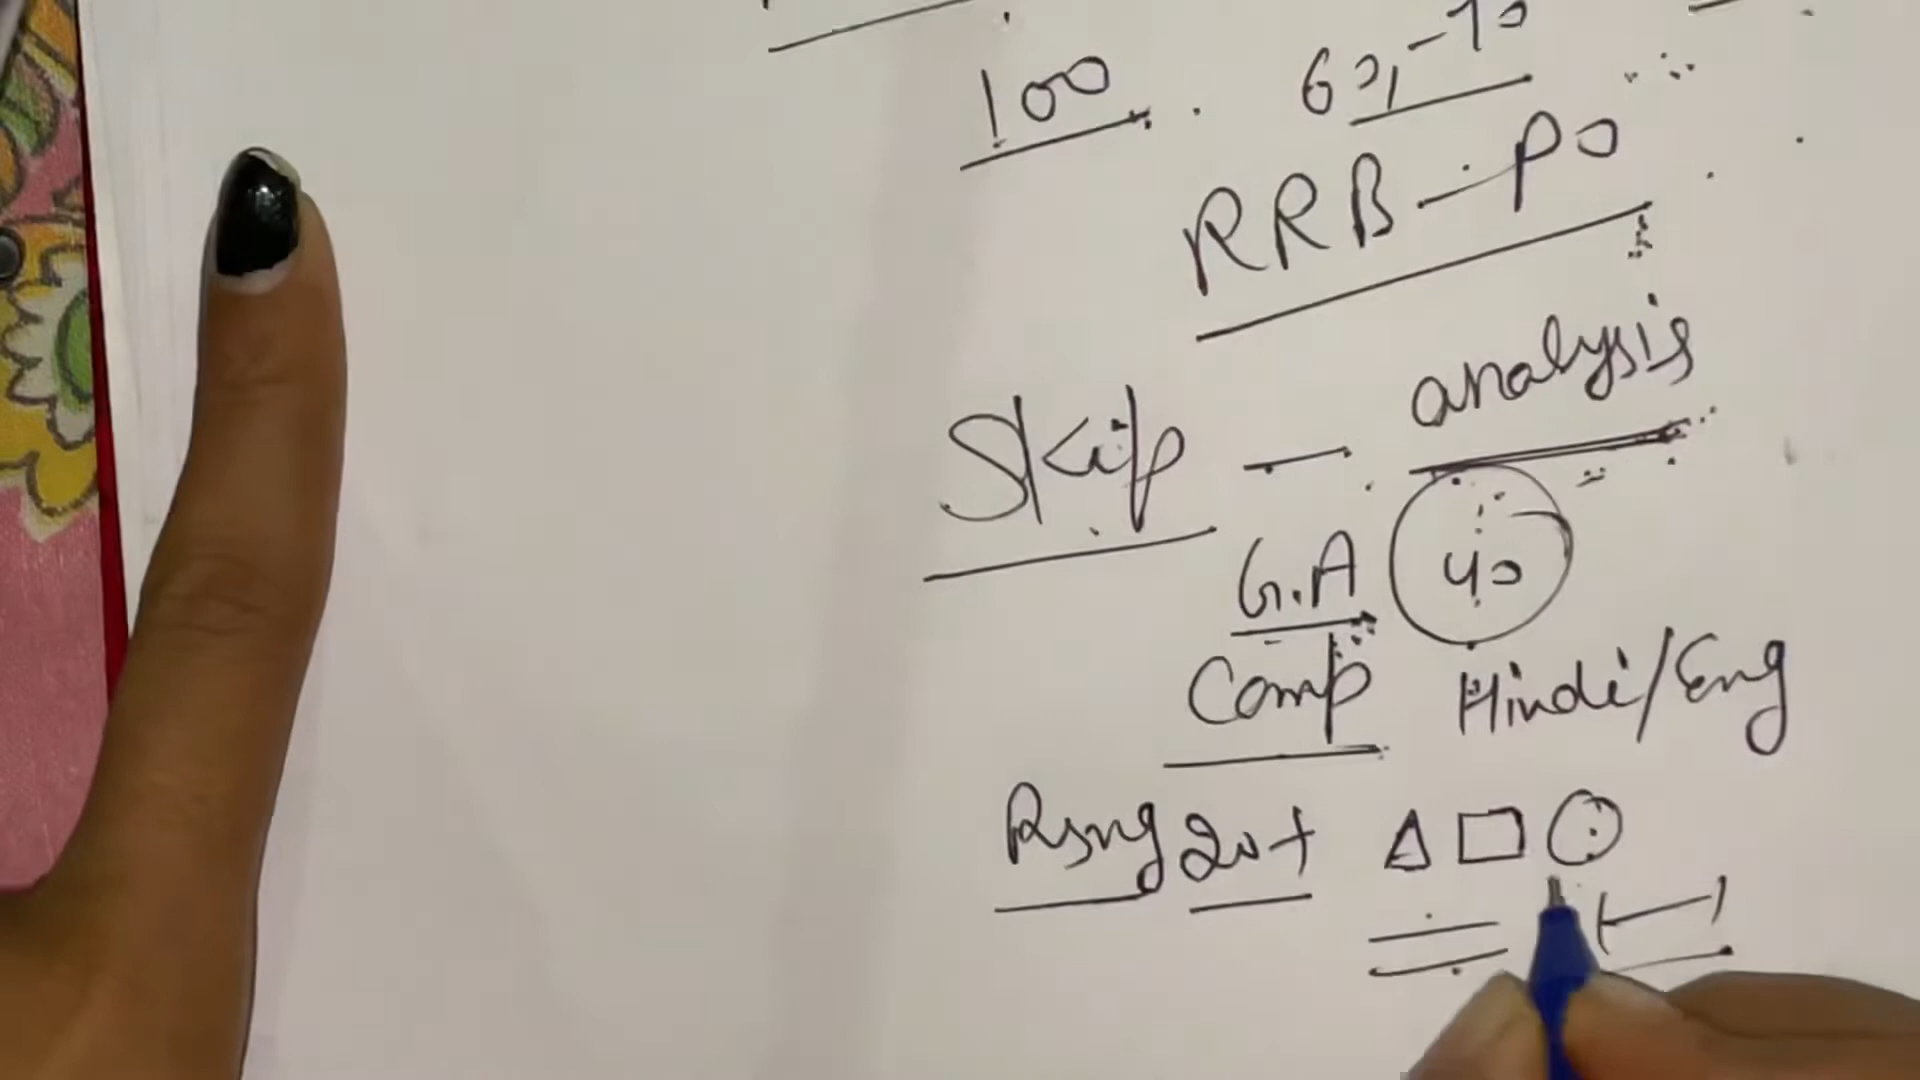 100 60,-70
RRB-PO
Skip - analysis
G.A 40
Comp Hindi/Eng
Rsng 20+